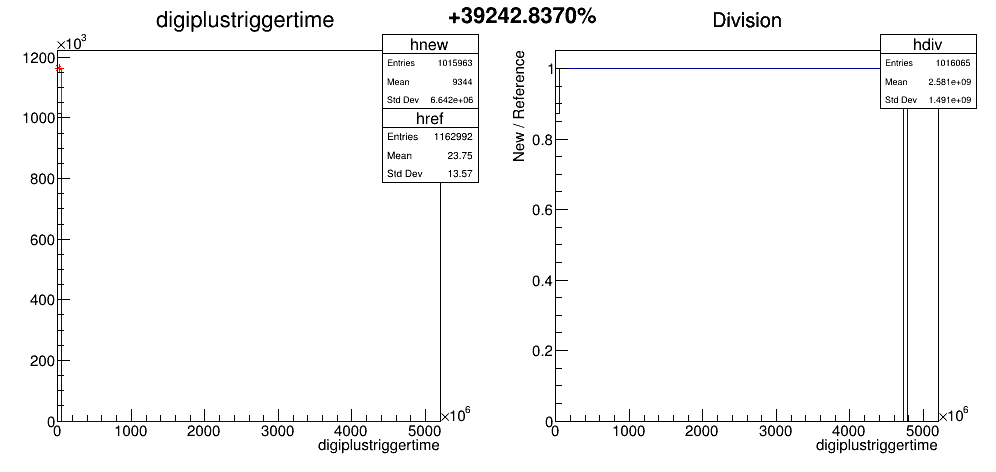 digiplustriggertime
+39242.8370%
Division
×10³
hnew
Entries 1015963
Mean 9344
Std Dev 6.642e+06
href
Entries 1162992
Mean 23.75
Std Dev 13.57
1200
1000
800
600
400
200
0
0 1000 2000 3000 4000 5000
×10⁶
digiplustriggertime
hdiv
Entries 1016065
Mean 2.581e+09
Std Dev 1.491e+09
New / Reference
1
0.8
0.6
0.4
0.2
0
0 1000 2000 3000 4000 5000
×10⁶
digiplustriggertime